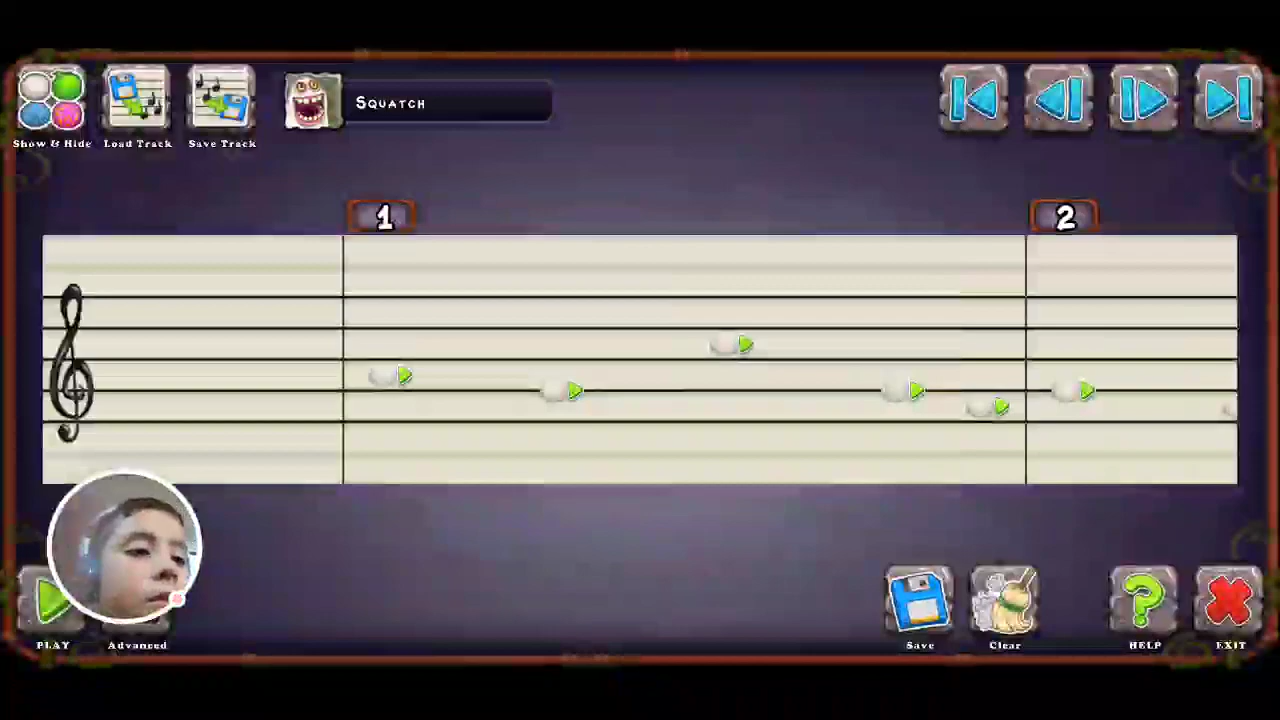 Squatch
Show & Hide Load Track Save Track
1 2
PLAY Advanced Save Clear HELP EXIT